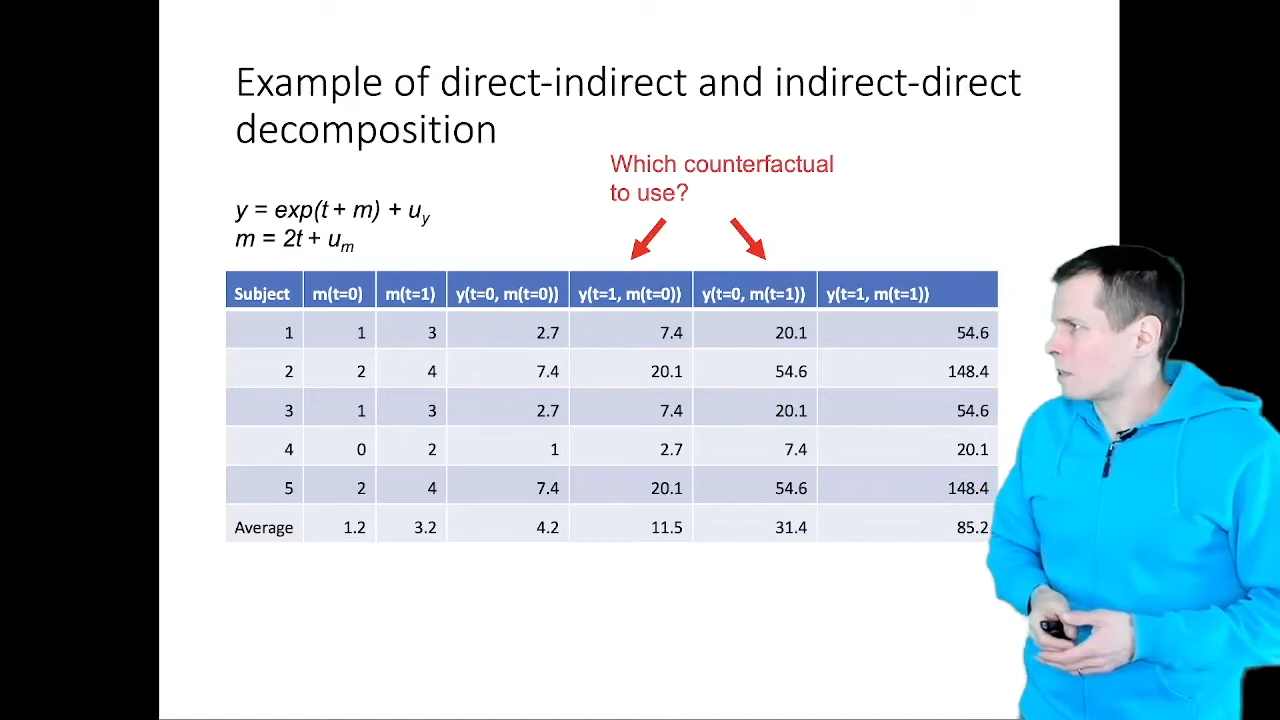 Example of direct-indirect and indirect-direct
decomposition
Which counterfactual
to use?
y = exp(t + m) + uy
m = 2t + um
Subject m(t=0) m(t=1) y(t=0, m(t=0)) y(t=1, m(t=0)) y(t=0, m(t=1)) y(t=1, m(t=1))
1 1 3 2.7 7.4 20.1 54.6
2 2 4 7.4 20.1 54.6 148.4
3 1 3 2.7 7.4 20.1 54.6
4 0 2 1 2.7 7.4 20.1
5 2 4 7.4 20.1 54.6 148.4
Average 1.2 3.2 4.2 11.5 31.4 85.2